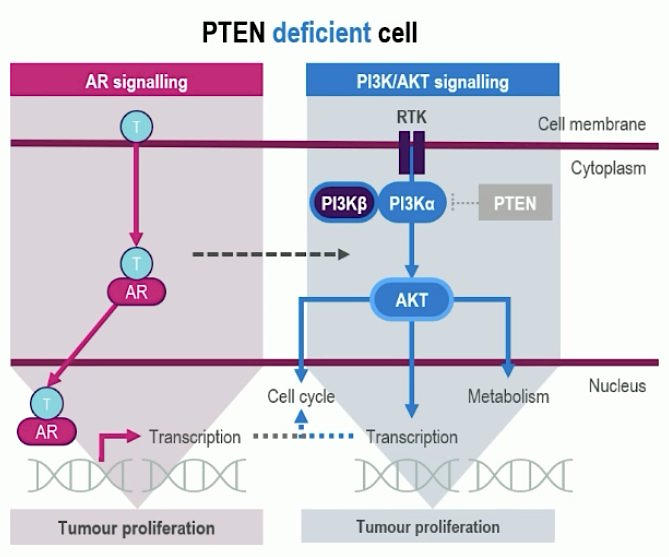 PTEN deficient cell
AR signalling
PI3K/AKT signalling
RTK
Cell membrane
T
Cytoplasm
PI3Kβ
PI3Kα
PTEN
T
AR
AKT
Nucleus
T
AR
Cell cycle
Metabolism
Transcription
Transcription
Tumour proliferation
Tumour proliferation